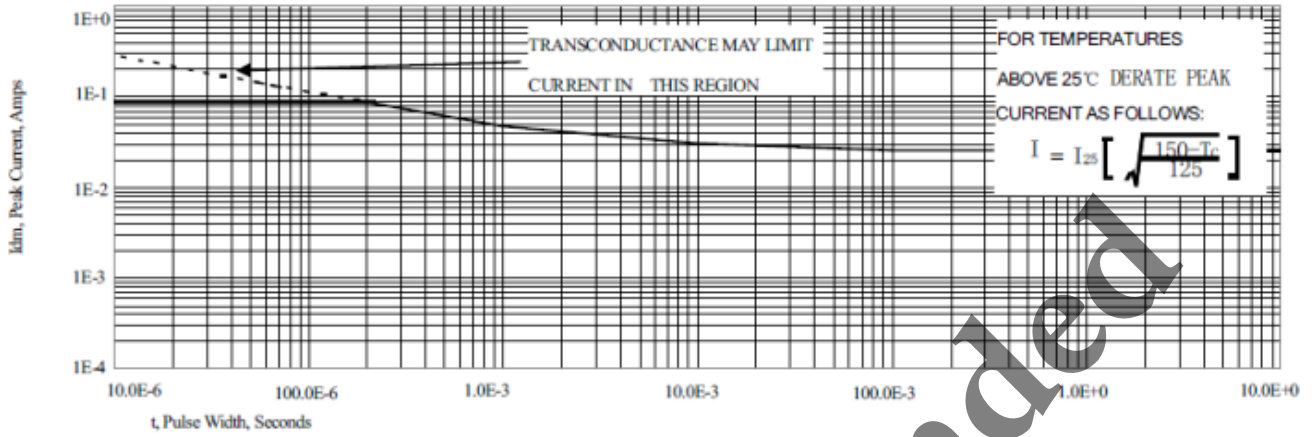 1E+0
TRANSCONDUCTANCE MAY LIMIT
CURRENT IN THIS REGION
FOR TEMPERATURES
ABOVE 25℃ DERATE PEAK
CURRENT AS FOLLOWS:
I = I25 [ √ 150-Tc / 125 ]
1E-1
1E-2
1E-3
1E-4
Idm, Peak Current, Amps
10.0E-6 100.0E-6 1.0E-3 10.0E-3 100.0E-3 1.0E+0 10.0E+0
t, Pulse Width, Seconds
nded